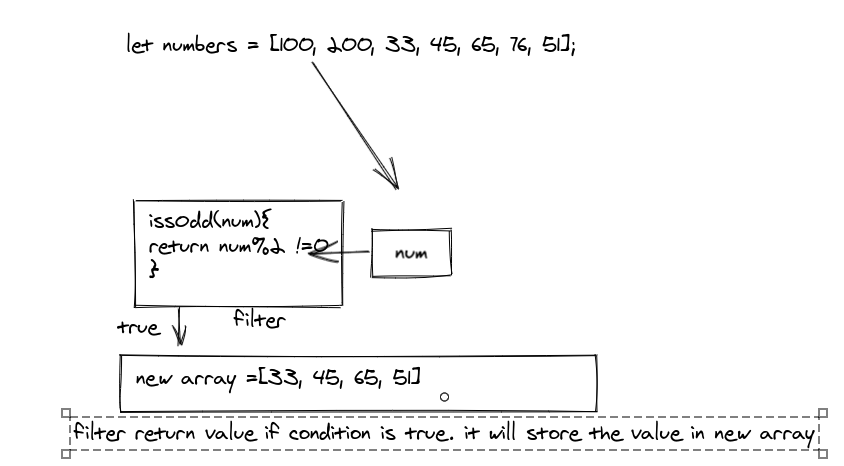 let numbers = [100, 200, 33, 45, 65, 76, 51];
issOdd(num){
return num%2 !=0
}
num
true
filter
new array =[33, 45, 65, 51]
filter return value if condition is true. it will store the value in new array